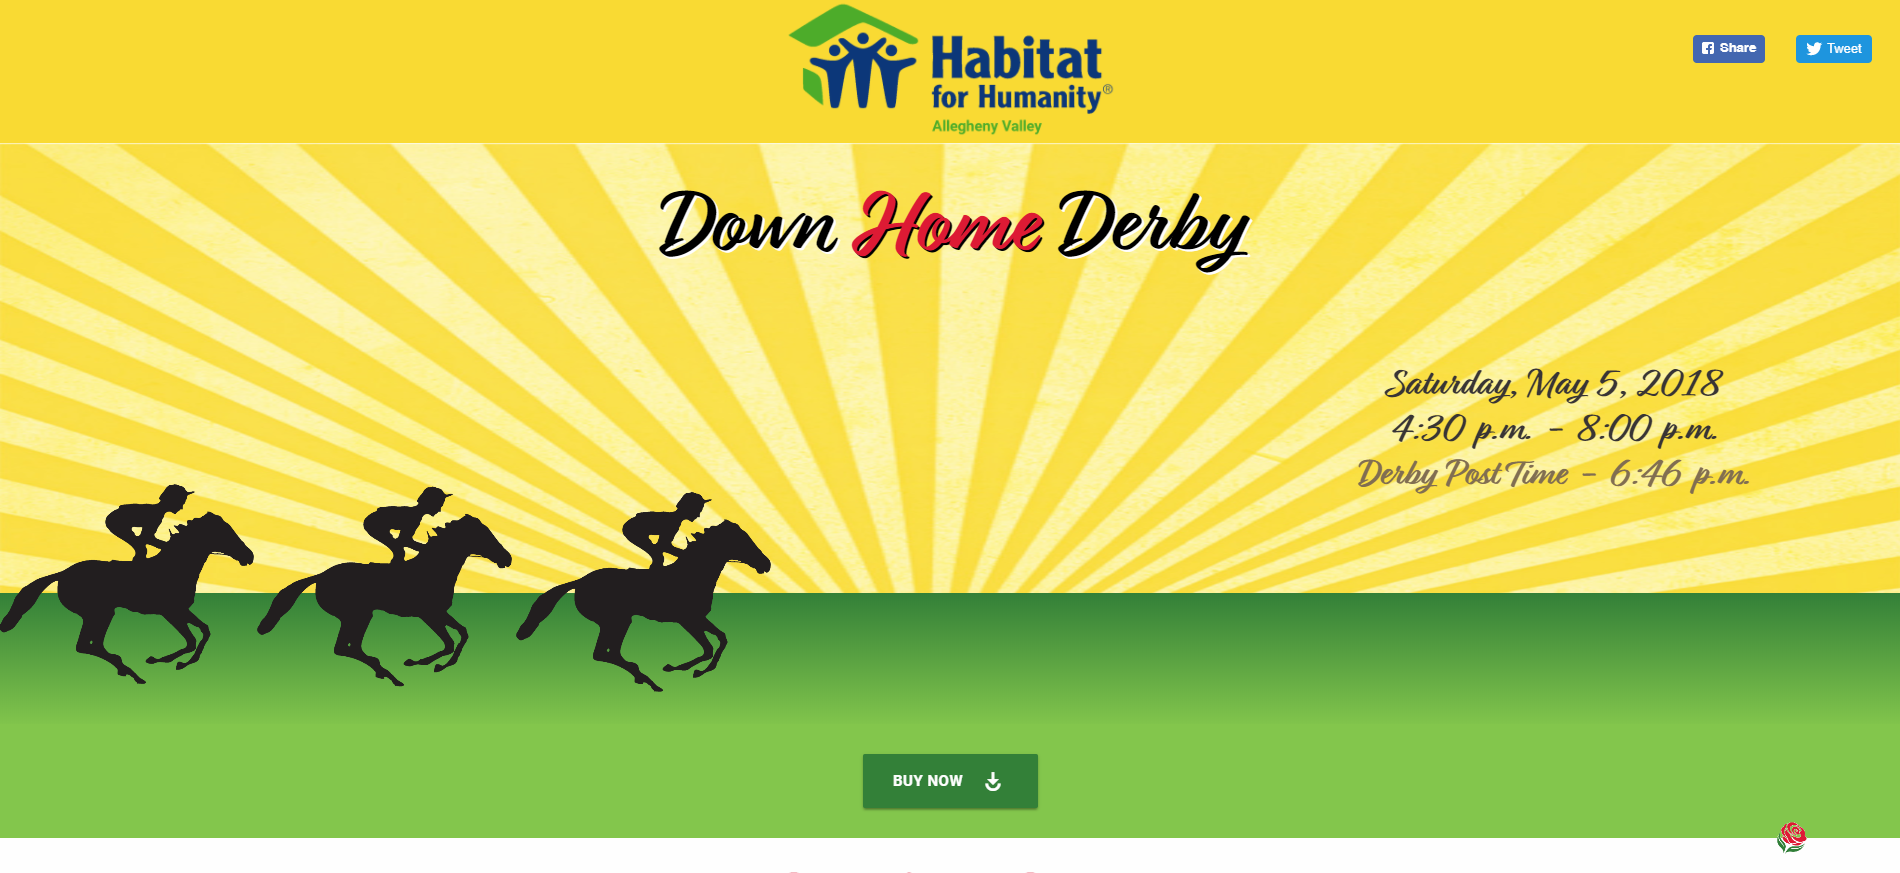 Habitat
for Humanity®
Allegheny Valley
Share
Tweet
Down Home Derby
Saturday, May 5, 2018
4:30 p.m. - 8:00 p.m.
Derby Post Time - 6:46 p.m.
BUY NOW